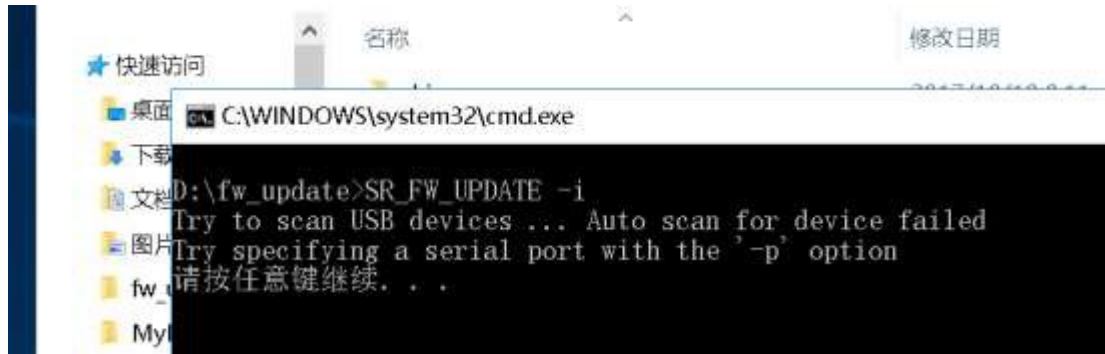 名称
修改日期
快速访问
桌面
C:\WINDOWS\system32\cmd.exe
下载
D:\fw_update>SR_FW_UPDATE -i
文档
Try to scan USB devices ... Auto scan for device failed
图片
Try specifying a serial port with the '-p' option
请按任意键继续. . .